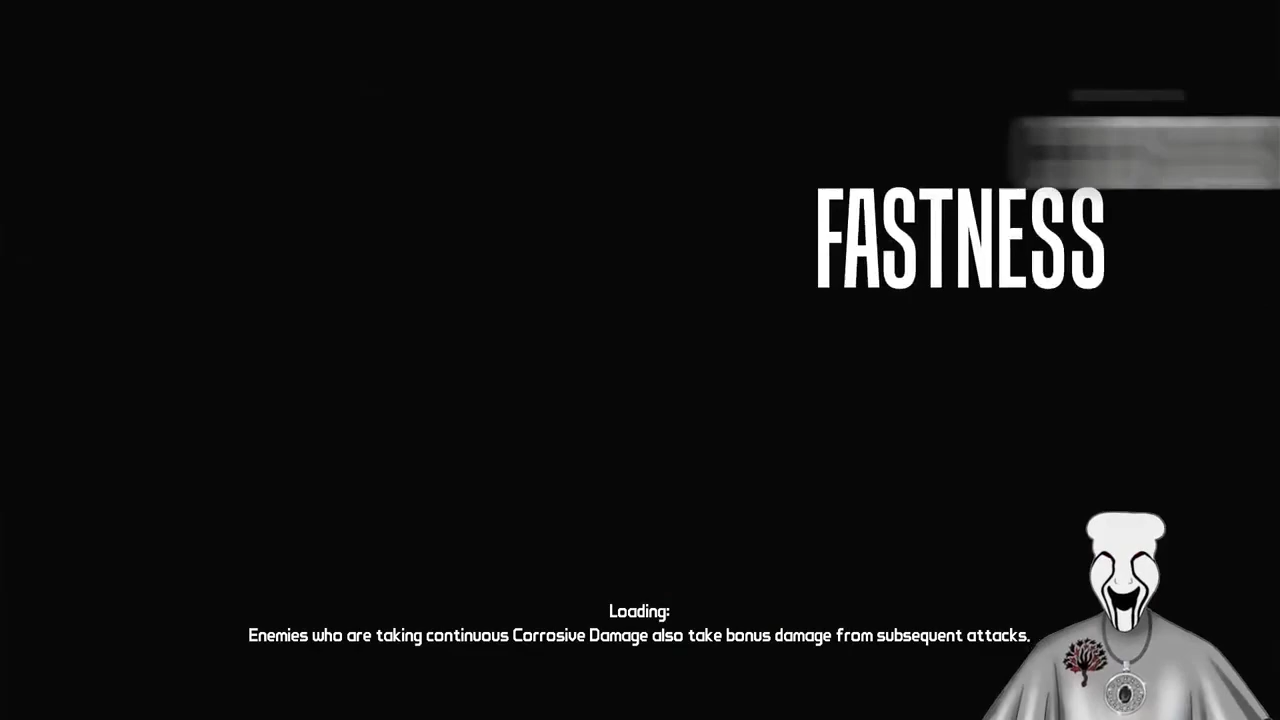 FASTNESS
Loading:
Enemies who are taking continuous Corrosive Damage also take bonus damage from subsequent attacks.